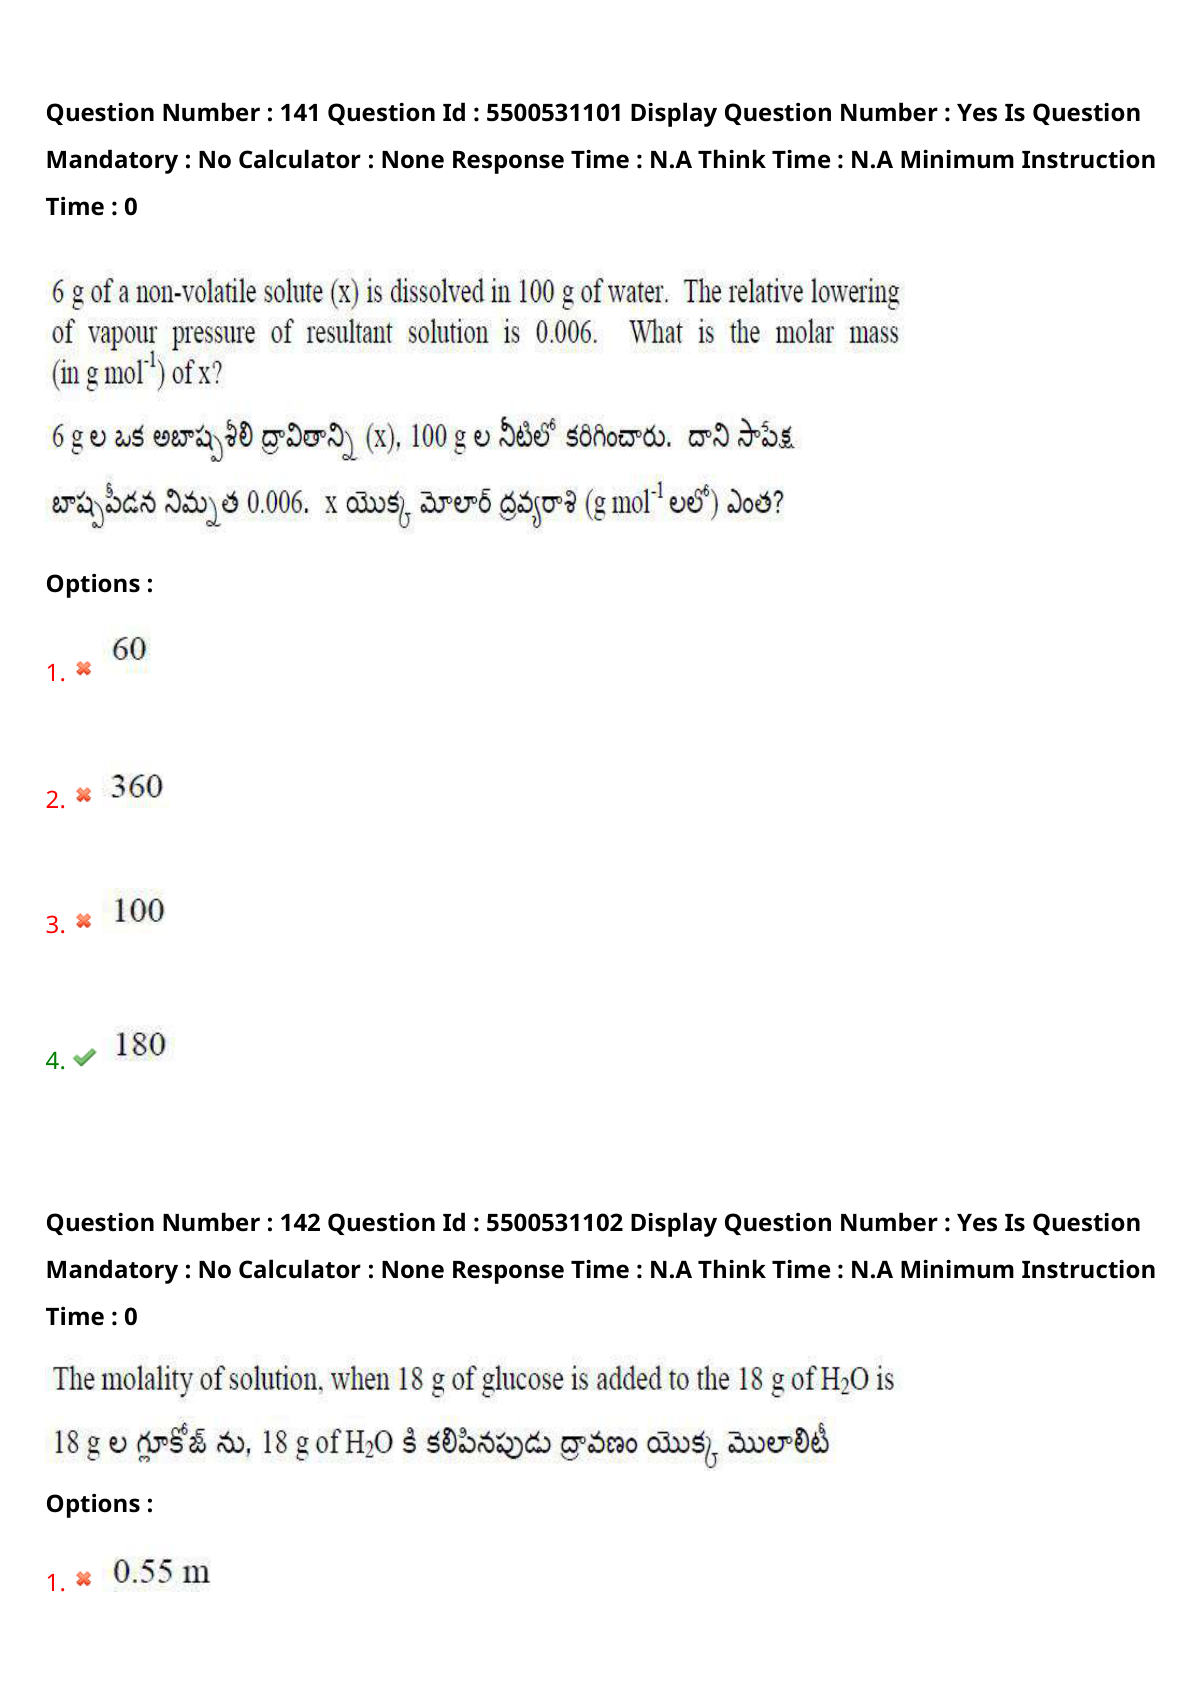 Question Number : 141 Question Id : 5500531101 Display Question Number : Yes Is Question
Mandatory : No Calculator : None Response Time : N.A Think Time : N.A Minimum Instruction
Time : 0
6 g of a non-volatile solute (x) is dissolved in 100 g of water. The relative lowering
of vapour pressure of resultant solution is 0.006. What is the molar mass
(in g mol⁻¹) of x?
6 g ల ఒక అబాష్పశీలి ద్రావితాన్ని (x), 100 g ల నీటిలో కరిగించారు. దాని సాపేక్ష
బాష్పపీడన నిమ్నత 0.006. x యొక్క మోలార్ ద్రవ్యరాశి (g mol⁻¹ లలో) ఎంత?
Options :
1. 60
2. 360
3. 100
4. 180
Question Number : 142 Question Id : 5500531102 Display Question Number : Yes Is Question
Mandatory : No Calculator : None Response Time : N.A Think Time : N.A Minimum Instruction
Time : 0
The molality of solution, when 18 g of glucose is added to the 18 g of H₂O is
18 g ల గ్లూకోజ్ ను, 18 g of H₂O కి కలిపినపుడు ద్రావణం యొక్క మొలాలిటీ
Options :
1. 0.55 m